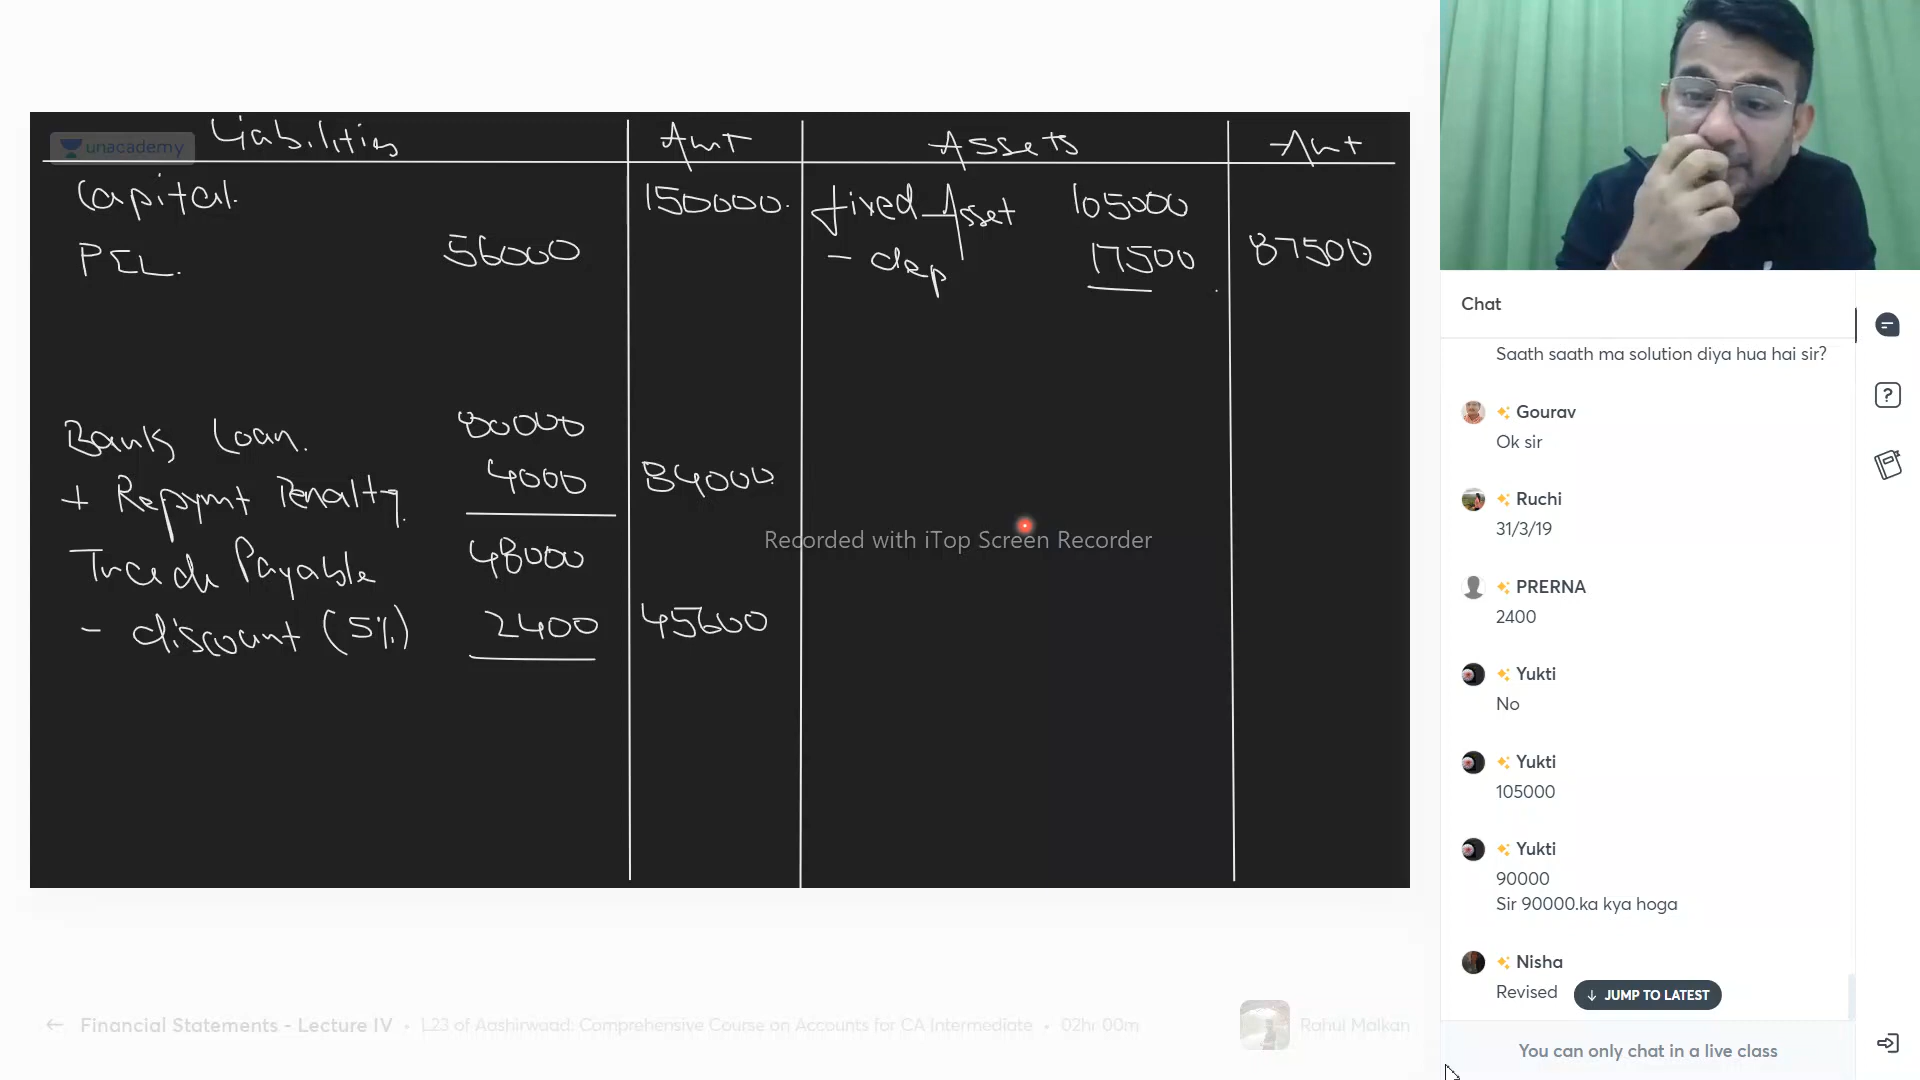 unacademy
Liabilities Amt Assets Amt
Capital. 150000. Fixed Asset 105000
P&L. 56000 - dep 17500 87500
Bank Loan. 80000
+ Repymt Penalty. 4000 84000
Trade Payable 48000
- discount (5%) 2400 45600
Recorded with iTop Screen Recorder
← Financial Statements - Lecture IV • L23 of Aashirwaad: Comprehensive Course on Accounts for CA Intermediate • 02hr 00m
Rahul Malkan
Chat
Saath saath ma solution diya hua hai sir?
Gourav
Ok sir
Ruchi
31/3/19
PRERNA
2400
Yukti
No
Yukti
105000
Yukti
90000
Sir 90000.ka kya hoga
Nisha
Revised
↓ JUMP TO LATEST
You can only chat in a live class